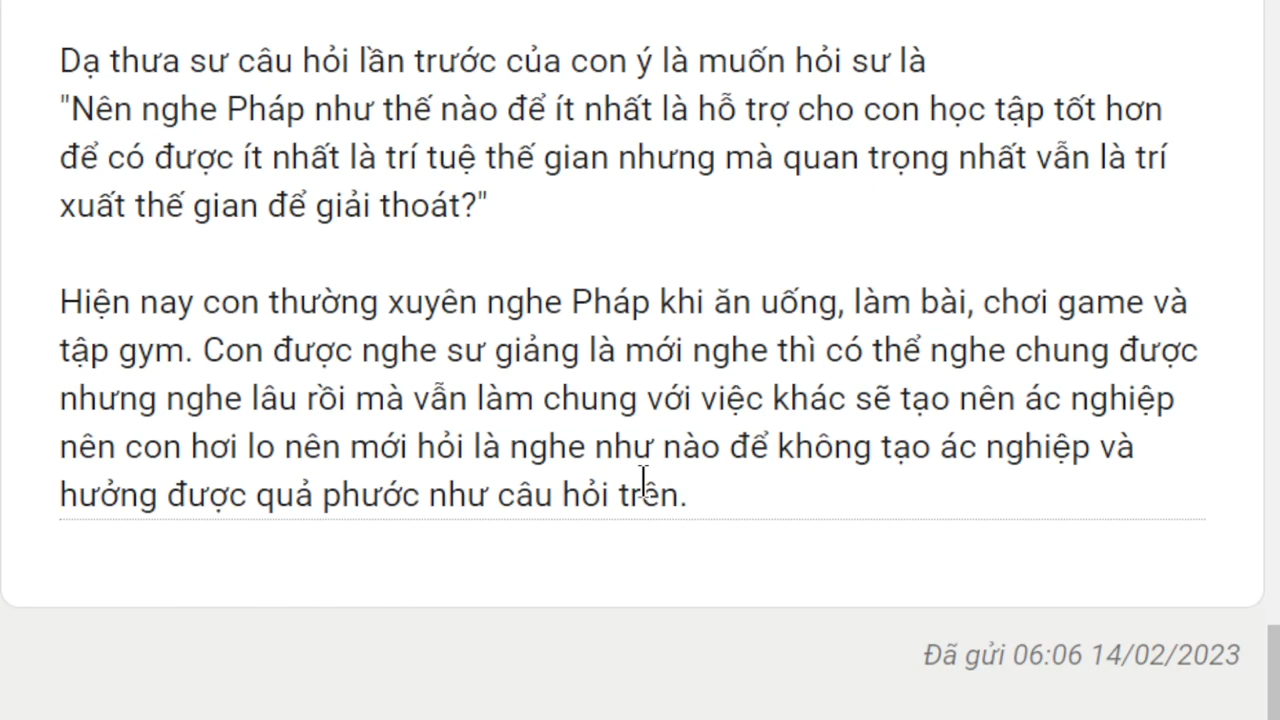 Dạ thưa sư câu hỏi lần trước của con ý là muốn hỏi sư là
"Nên nghe Pháp như thế nào để ít nhất là hỗ trợ cho con học tập tốt hơn
để có được ít nhất là trí tuệ thế gian nhưng mà quan trọng nhất vẫn là trí
xuất thế gian để giải thoát?"
Hiện nay con thường xuyên nghe Pháp khi ăn uống, làm bài, chơi game và
tập gym. Con được nghe sư giảng là mới nghe thì có thể nghe chung được
nhưng nghe lâu rồi mà vẫn làm chung với việc khác sẽ tạo nên ác nghiệp
nên con hơi lo nên mới hỏi là nghe như nào để không tạo ác nghiệp và
hưởng được quả phước như câu hỏi trên.
Đã gửi 06:06 14/02/2023